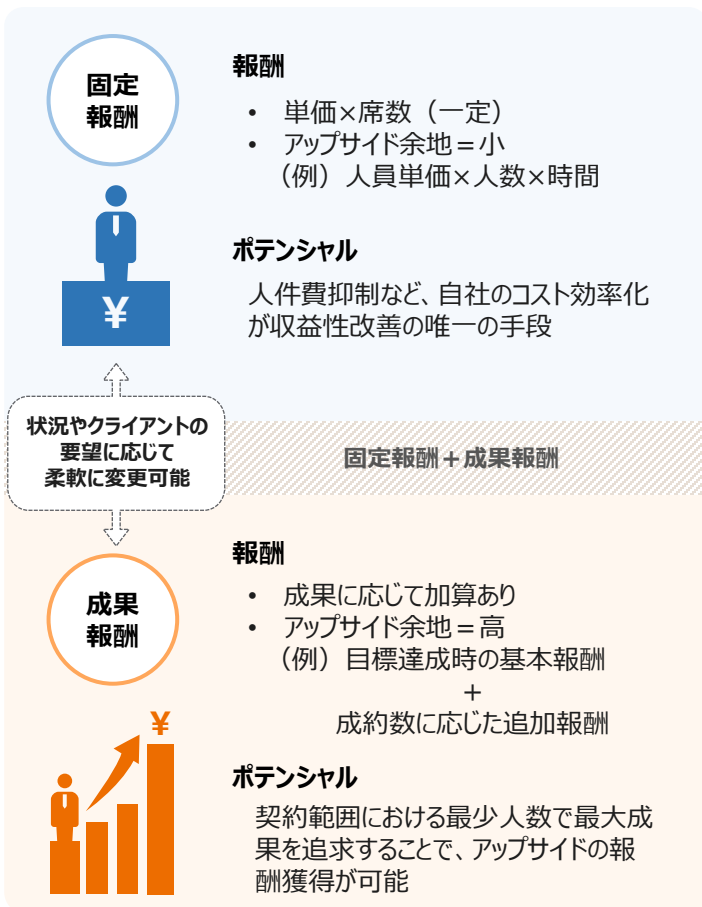 固定
報酬
報酬
• 単価×席数（一定）
• アップサイド余地＝小
（例）人員単価×人数×時間
¥
ポテンシャル
人件費抑制など、自社のコスト効率化
が収益性改善の唯一の手段
状況やクライアントの
要望に応じて
柔軟に変更可能
固定報酬＋成果報酬
成果
報酬
報酬
• 成果に応じて加算あり
• アップサイド余地＝高
（例）目標達成時の基本報酬
＋
成約数に応じた追加報酬
¥
ポテンシャル
契約範囲における最少人数で最大成
果を追求することで、アップサイドの報
酬獲得が可能